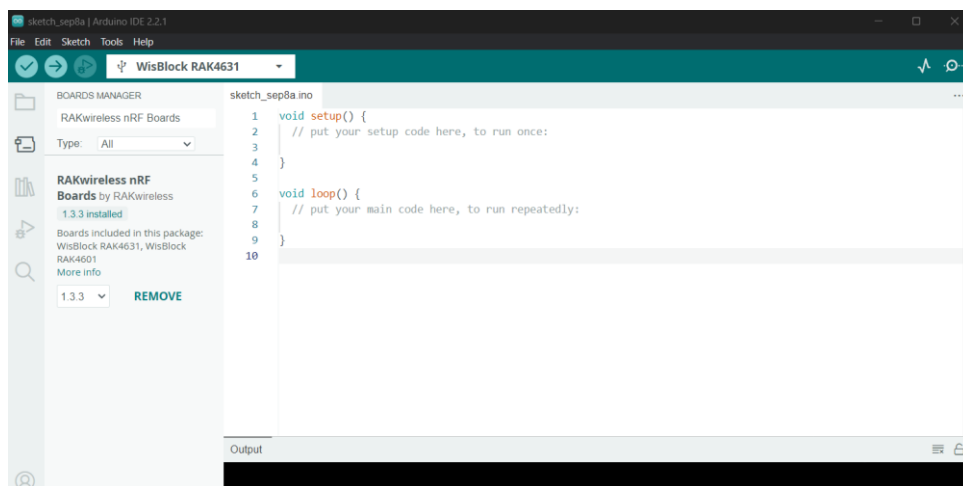 sketch_sep8a | Arduino IDE 2.2.1
File Edit Sketch Tools Help
WisBlock RAK4631
BOARDS MANAGER
RAKwireless nRF Boards
Type: All
RAKwireless nRF
Boards by RAKwireless
1.3.3 installed
Boards included in this package:
WisBlock RAK4631, WisBlock
RAK4601
More info
1.3.3 REMOVE
sketch_sep8a.ino
1 void setup() {
2 // put your setup code here, to run once:
3
4 }
5
6 void loop() {
7 // put your main code here, to run repeatedly:
8
9 }
10
Output